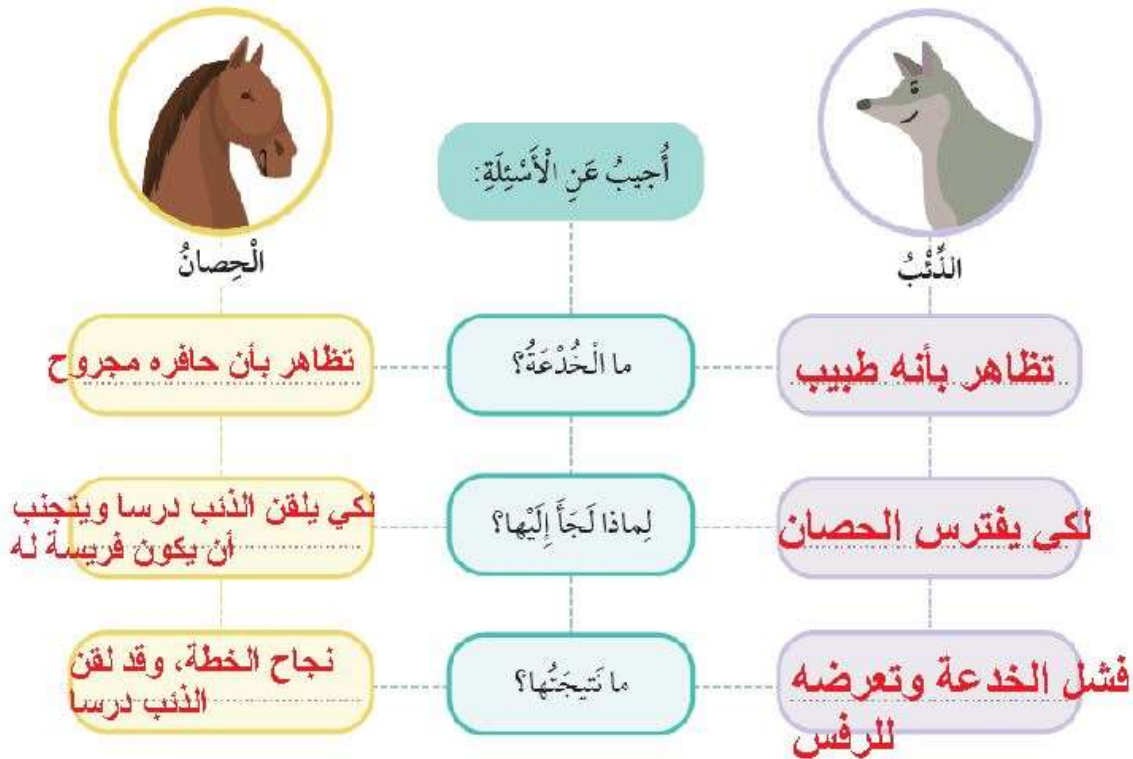 أُجيبُ عَنِ الْأَسْئِلَةِ:
الذِّئْبُ
الْحِصانُ
تظاهر بأنه طبيب
ما الْخُدْعَةُ؟
تظاهر بأن حافره مجروح
لكي يفترس الحصان
لِماذا لَجَأَ إِلَيْها؟
لكي يلقن الذئب درسا ويتجنب
أن يكون فريسة له
فشل الخدعة وتعرضه
للرفس
ما نَتيجَتُها؟
نجاح الخطة، وقد لقن
الذئب درسا